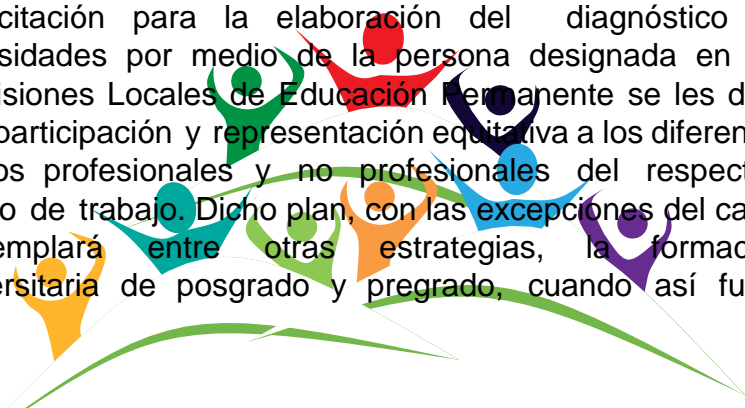 citación para la elaboración del diagnóstico
sidades por medio de la persona designada en
isiones Locales de Educación Permanente se les d
participación y representación equitativa a los diferen
os profesionales y no profesionales del respect
o de trabajo. Dicho plan, con las excepciones del ca
emplará entre otras estrategias, la formac
ersitaria de posgrado y pregrado, cuando así fu